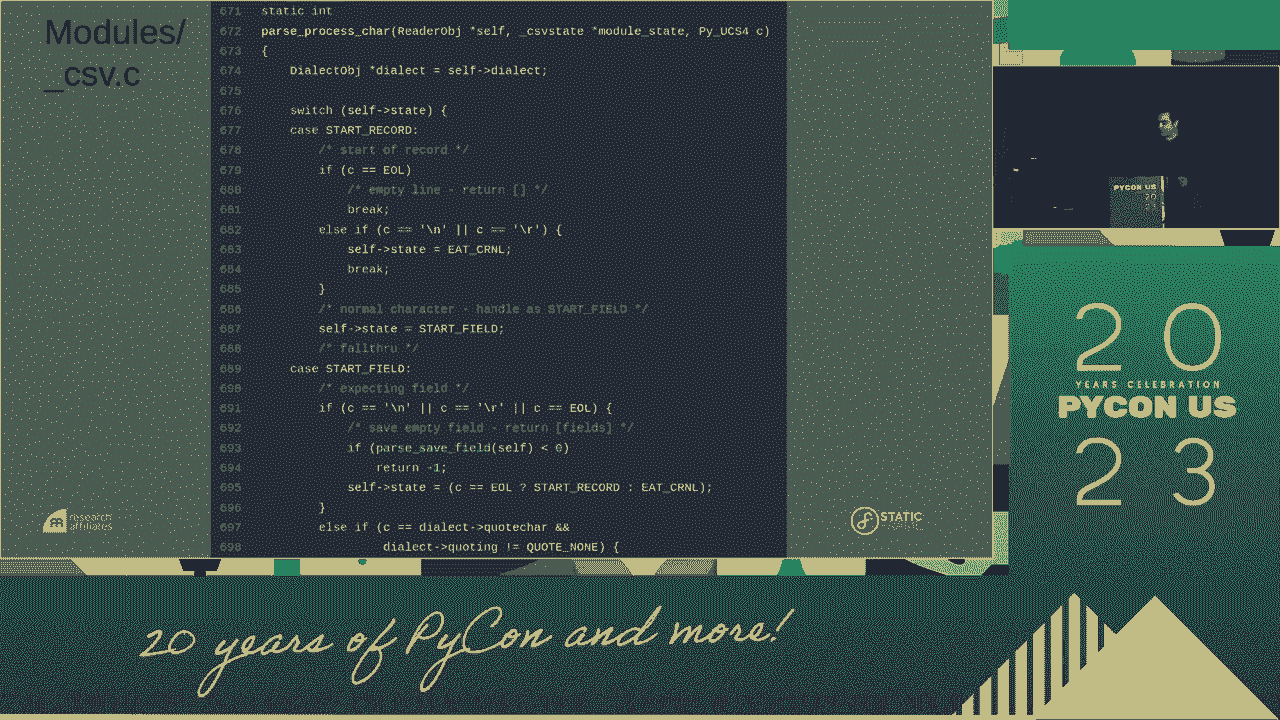 Modules/
_csv.c
671 static int
672 parse_process_char(ReaderObj *self, _csvstate *module_state, Py_UCS4 c)
673 {
674 DialectObj *dialect = self->dialect;
675
676 switch (self->state) {
677 case START_RECORD:
678 /* start of record */
679 if (c == EOL)
680 /* empty line - return [] */
681 break;
682 else if (c == '\n' || c == '\r') {
683 self->state = EAT_CRNL;
684 break;
685 }
686 /* normal character - handle as START_FIELD */
687 self->state = START_FIELD;
688 /* fallthru */
689 case START_FIELD:
690 /* expecting field */
691 if (c == '\n' || c == '\r' || c == EOL) {
692 /* save empty field - return [fields] */
693 if (parse_save_field(self) < 0)
694 return -1;
695 self->state = (c == EOL ? START_RECORD : EAT_CRNL);
696 }
697 else if (c == dialect->quotechar &&
698 dialect->quoting != QUOTE_NONE) {
research
affiliates
STATIC
PYCON US
20
23
20
YEARS CELEBRATION
PYCON US
23
20 years of PyCon and more!